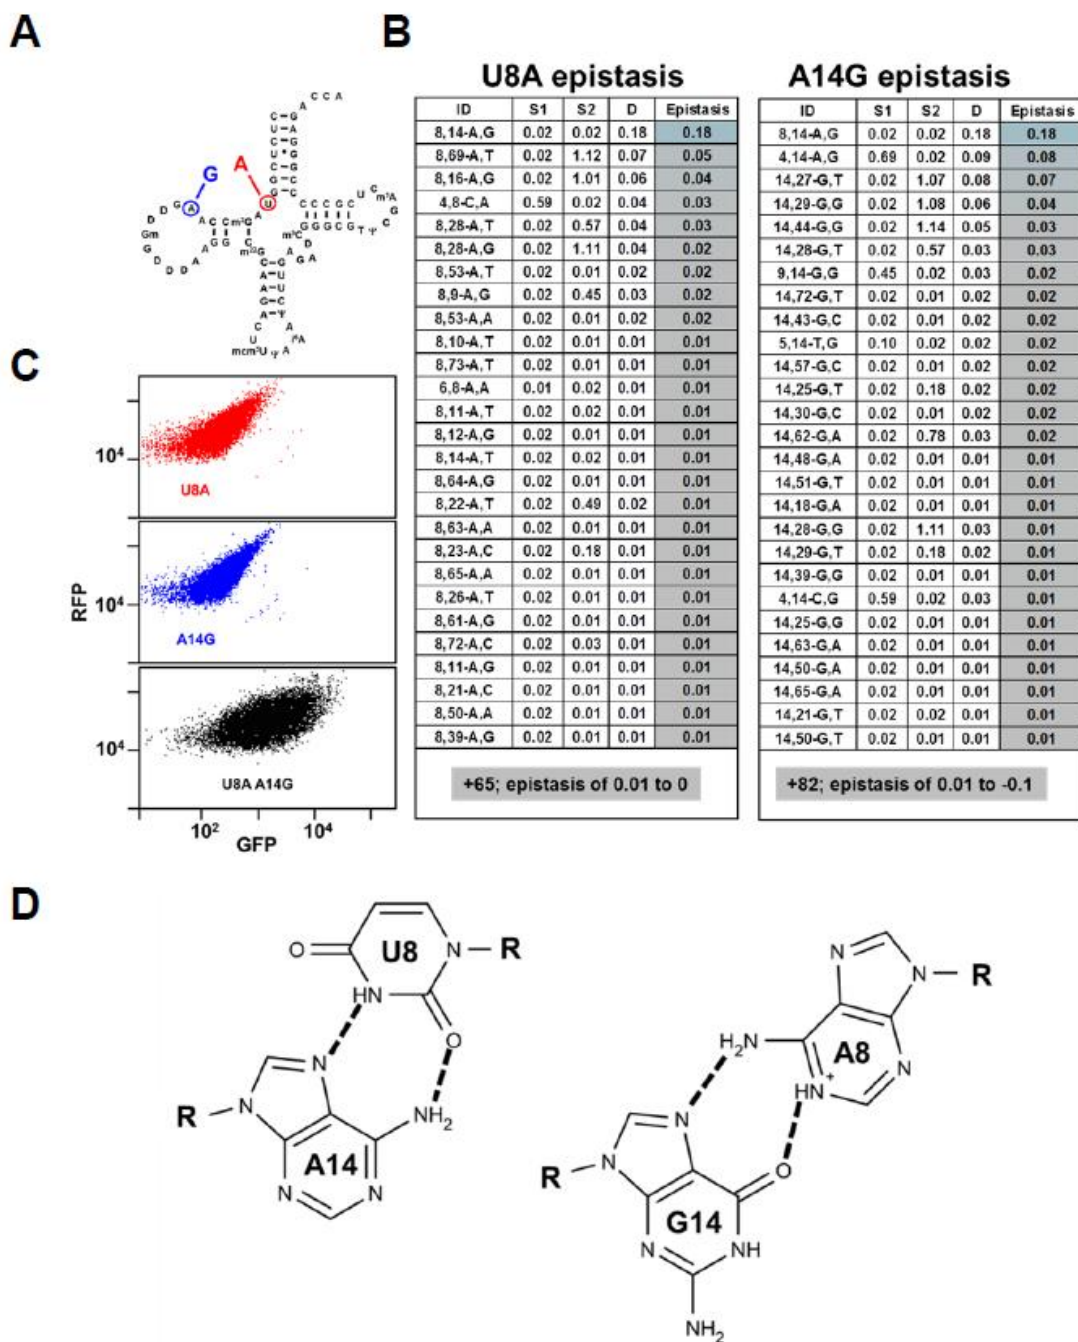 A
B
U8A epistasis
ID S1 S2 D Epistasis
8,14-A,G 0.02 0.02 0.18 0.18
8,69-A,T 0.02 1.12 0.07 0.05
8,16-A,G 0.02 1.01 0.06 0.04
4,8-C,A 0.59 0.02 0.04 0.03
8,28-A,T 0.02 0.57 0.04 0.03
8,28-A,G 0.02 1.11 0.04 0.02
8,53-A,T 0.02 0.01 0.02 0.02
8,9-A,G 0.02 0.45 0.03 0.02
8,53-A,A 0.02 0.01 0.02 0.02
8,10-A,T 0.02 0.01 0.01 0.01
8,73-A,T 0.02 0.01 0.01 0.01
6,8-A,A 0.01 0.02 0.01 0.01
8,11-A,T 0.02 0.02 0.01 0.01
8,12-A,G 0.02 0.01 0.01 0.01
8,14-A,T 0.02 0.02 0.01 0.01
8,64-A,G 0.02 0.01 0.01 0.01
8,22-A,T 0.02 0.49 0.02 0.01
8,63-A,A 0.02 0.01 0.01 0.01
8,23-A,C 0.02 0.18 0.01 0.01
8,65-A,A 0.02 0.01 0.01 0.01
8,26-A,T 0.02 0.01 0.01 0.01
8,61-A,G 0.02 0.01 0.01 0.01
8,72-A,C 0.02 0.03 0.01 0.01
8,11-A,G 0.02 0.01 0.01 0.01
8,21-A,C 0.02 0.01 0.01 0.01
8,50-A,A 0.02 0.01 0.01 0.01
8,39-A,G 0.02 0.01 0.01 0.01
+65; epistasis of 0.01 to 0
A14G epistasis
ID S1 S2 D Epistasis
8,14-A,G 0.02 0.02 0.18 0.18
4,14-A,G 0.69 0.02 0.09 0.08
14,27-G,T 0.02 1.07 0.08 0.07
14,29-G,G 0.02 1.08 0.06 0.04
14,44-G,G 0.02 1.14 0.05 0.03
14,28-G,T 0.02 0.57 0.03 0.03
9,14-G,G 0.45 0.02 0.03 0.02
14,72-G,T 0.02 0.01 0.02 0.02
14,43-G,C 0.02 0.01 0.02 0.02
5,14-T,G 0.10 0.02 0.02 0.02
14,57-G,C 0.02 0.01 0.02 0.02
14,25-G,T 0.02 0.18 0.02 0.02
14,30-G,C 0.02 0.01 0.02 0.02
14,62-G,A 0.02 0.78 0.03 0.02
14,48-G,A 0.02 0.01 0.01 0.01
14,51-G,T 0.02 0.01 0.01 0.01
14,18-G,A 0.02 0.01 0.01 0.01
14,28-G,G 0.02 1.11 0.03 0.01
14,29-G,T 0.02 0.18 0.02 0.01
14,39-G,G 0.02 0.01 0.01 0.01
4,14-C,G 0.59 0.02 0.03 0.01
14,25-G,G 0.02 0.01 0.01 0.01
14,63-G,A 0.02 0.01 0.01 0.01
14,50-G,A 0.02 0.01 0.01 0.01
14,65-G,A 0.02 0.01 0.01 0.01
14,21-G,T 0.02 0.02 0.01 0.01
14,50-G,T 0.02 0.01 0.01 0.01
+82; epistasis of 0.01 to -0.1
C
RFP
10⁴
U8A
10⁴
A14G
10⁴
U8A A14G
10² 10⁴
GFP
D
U8
O
N
R
HN
O
N
NH₂
R
N
A14
N
N
N
N
R
H₂N
A8
N
HN
+
N
N
R
O
G14
N
NH
NH₂